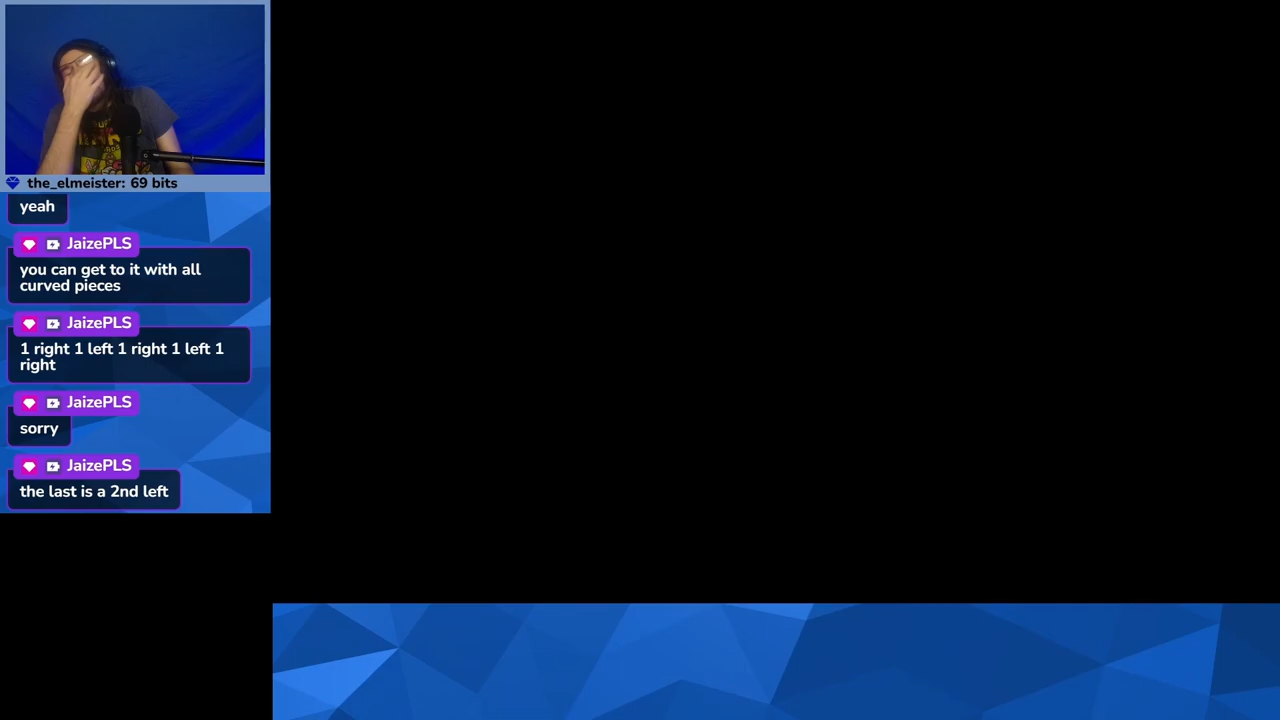 the_elmeister: 69 bits
yeah
JaizePLS
you can get to it with all
curved pieces
JaizePLS
1 right 1 left 1 right 1 left 1
right
JaizePLS
sorry
JaizePLS
the last is a 2nd left